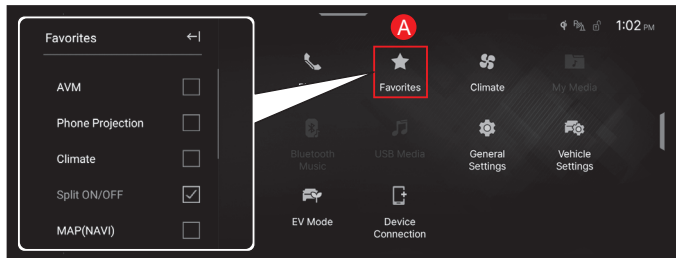 Favorites
AVM
Phone Projection
Climate
Split ON/OFF
MAP(NAVI)
A
1:02 PM
Favorites
Climate
My Media
Bluetooth
Music
USB Media
General
Settings
Vehicle
Settings
EV Mode
Device
Connection